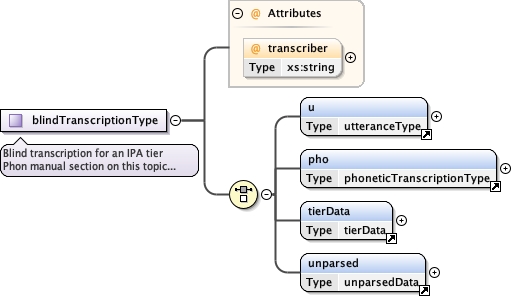 @ Attributes
@ transcriber
Type xs:string
blindTranscriptionType
Blind transcription for an IPA tier
Phon manual section on this topic...
u
Type utteranceType
pho
Type phoneticTranscriptionType
tierData
Type tierData
unparsed
Type unparsedData